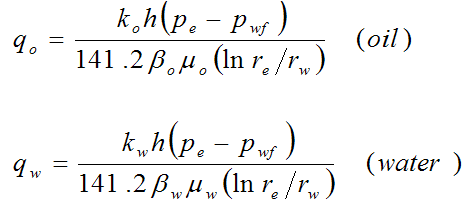 q_o = k_o h(p_e − p_wf) / 141 .2 β_o μ_o (ln r_e /r_w) (oil )
q_w = k_w h(p_e − p_wf) / 141 .2 β_w μ_w (ln r_e /r_w) (water )